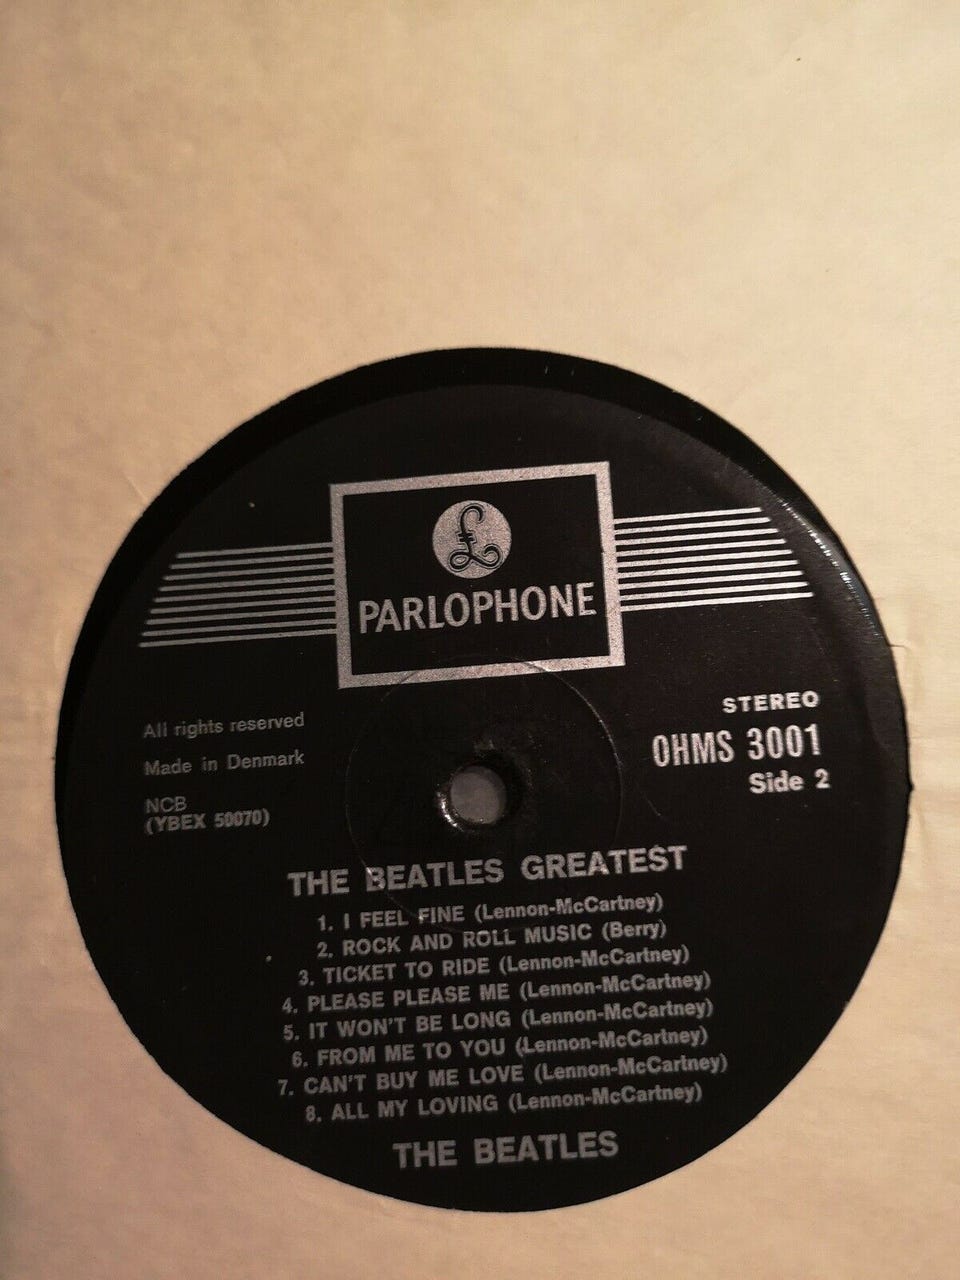 £
PARLOPHONE
All rights reserved
Made in Denmark
NCB
(YBEX 50070)
STEREO
OHMS 3001
Side 2
THE BEATLES GREATEST
1. I FEEL FINE (Lennon-McCartney)
2. ROCK AND ROLL MUSIC (Berry)
3. TICKET TO RIDE (Lennon-McCartney)
4. PLEASE PLEASE ME (Lennon-McCartney)
5. IT WON'T BE LONG (Lennon-McCartney)
6. FROM ME TO YOU (Lennon-McCartney)
7. CAN'T BUY ME LOVE (Lennon-McCartney)
8. ALL MY LOVING (Lennon-McCartney)
THE BEATLES